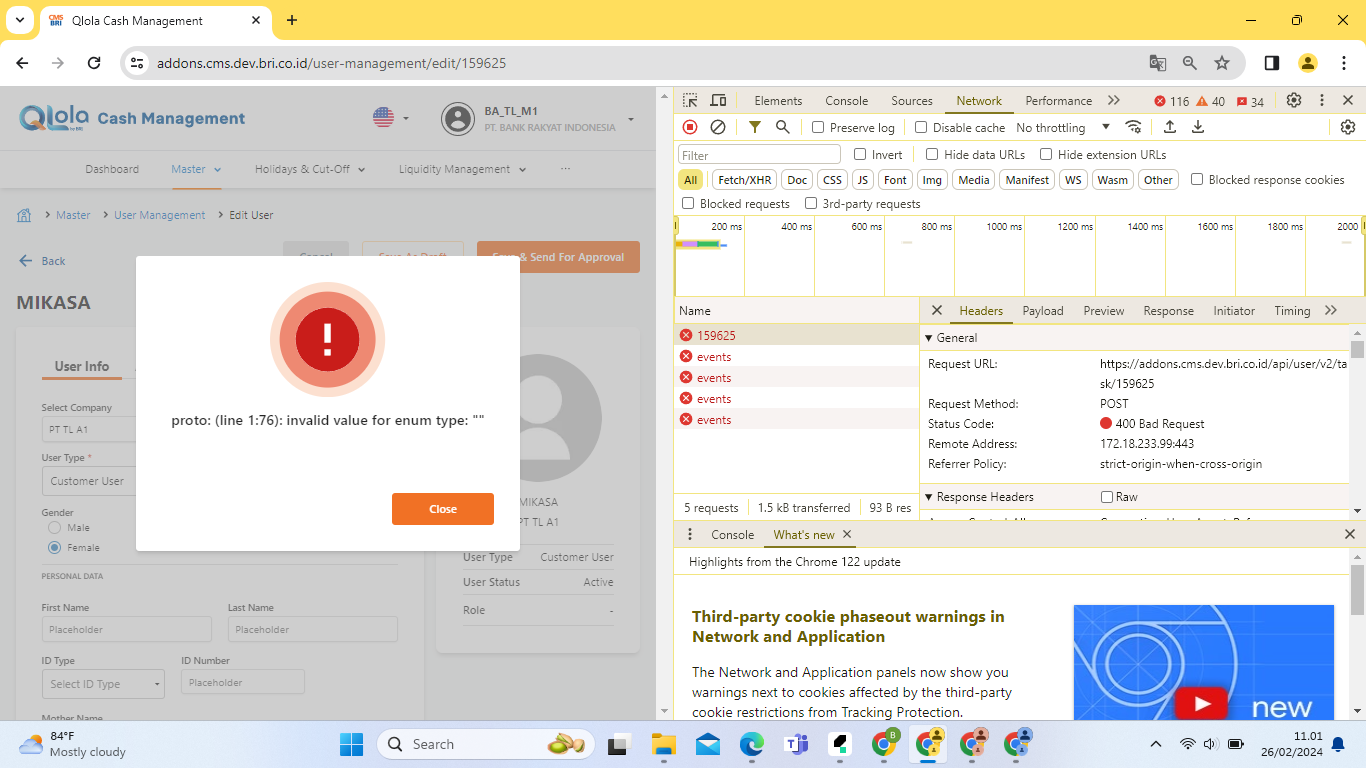 CMS
BRI
Qlola Cash Management
addons.cms.dev.bri.co.id/user-management/edit/159625
Qlola
by BRI
Cash Management
BA_TL_M1
PT. BANK RAKYAT INDONESIA
Dashboard
Master
Holidays & Cut-Off
Liquidity Management
...
Master
User Management
Edit User
Back
Cancel
Save As Draft
Save & Send For Approval
MIKASA
User Info
Select Company
PT TL A1
User Type *
Customer User
Gender
Male
Female
PERSONAL DATA
First Name
Last Name
Placeholder
Placeholder
ID Type
ID Number
Select ID Type
Placeholder
Mother Name
proto: (line 1:76): invalid value for enum type: ""
Close
MIKASA
PT TL A1
User Type
Customer User
User Status
Active
Role
-
Elements
Console
Sources
Network
Performance
116
40
34
Preserve log
Disable cache
No throttling
Filter
Invert
Hide data URLs
Hide extension URLs
All
Fetch/XHR
Doc
CSS
JS
Font
Img
Media
Manifest
WS
Wasm
Other
Blocked response cookies
Blocked requests
3rd-party requests
200 ms
400 ms
600 ms
800 ms
1000 ms
1200 ms
1400 ms
1600 ms
1800 ms
2000
Name
159625
events
events
events
events
5 requests
1.5 kB transferred
93 B res
Headers
Payload
Preview
Response
Initiator
Timing
General
Request URL:
https://addons.cms.dev.bri.co.id/api/user/v2/ta
sk/159625
Request Method:
POST
Status Code:
400 Bad Request
Remote Address:
172.18.233.99:443
Referrer Policy:
strict-origin-when-cross-origin
Response Headers
Raw
Console
What's new
Highlights from the Chrome 122 update
Third-party cookie phaseout warnings in
Network and Application
The Network and Application panels now show you
warnings next to cookies affected by the third-party
cookie restrictions from Tracking Protection.
new
84°F
Mostly cloudy
Search
B
11.01
26/02/2024